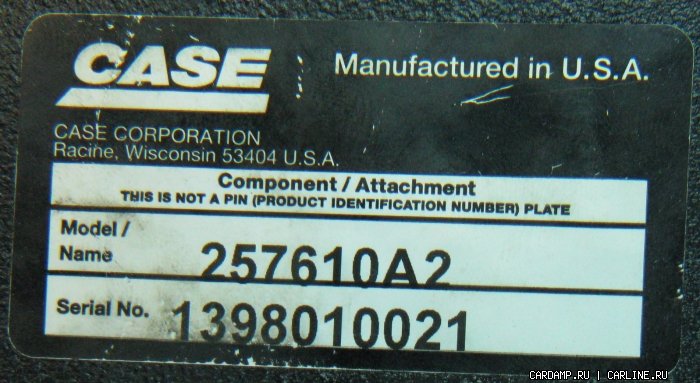 CASE
Manufactured in U.S.A.
CASE CORPORATION
Racine, Wisconsin 53404 U.S.A.
Component / Attachment
THIS IS NOT A PIN (PRODUCT IDENTIFICATION NUMBER) PLATE
Model /
Name 257610A2
Serial No. 1398010021
CARDAMP.RU | CARLINE.RU